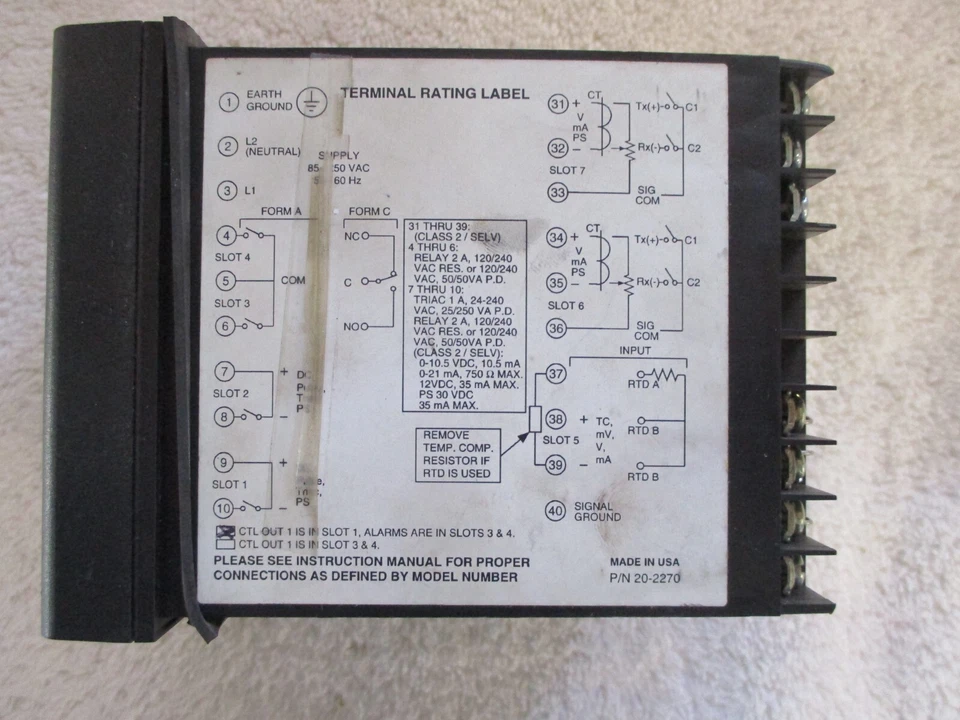 TERMINAL RATING LABEL
1 EARTH
GROUND
2 L2
(NEUTRAL)
SUPPLY
85 50 VAC
60 Hz
3 L1
FORM A
4
SLOT 4
5 COM
SLOT 3
6
7 +
SLOT 2
8 −
9 +
SLOT 1
PS
10 −
FORM C
NC
C
NO
31 THRU 39:
(CLASS 2 / SELV)
4 THRU 6:
RELAY 2 A, 120/240
VAC RES. or 120/240
VAC, 50/50VA P.D.
7 THRU 10:
TRIAC 1 A, 24-240
VAC, 25/250 VA P.D.
RELAY 2 A, 120/240
VAC RES. or 120/240
VAC, 50/50VA P.D.
(CLASS 2 / SELV):
0-10.5 VDC, 10.5 mA
0-21 mA, 750 Ω MAX.
12VDC, 35 mA MAX.
PS 30 VDC
35 mA MAX.
REMOVE
TEMP. COMP.
RESISTOR IF
RTD IS USED
31 + CT Tx(+) C1
V
mA
PS
32 − Rx(-) C2
SLOT 7
33 SIG
COM
34 + CT Tx(+) C1
V
mA
PS
35 − Rx(-) C2
SLOT 6
36 SIG
COM
INPUT
37 RTD A
38 + TC,
mV,
V,
mA
RTD B
SLOT 5
39 −
RTD B
40 SIGNAL
GROUND
CTL OUT 1 IS IN SLOT 1, ALARMS ARE IN SLOTS 3 & 4.
CTL OUT 1 IS IN SLOT 3 & 4.
PLEASE SEE INSTRUCTION MANUAL FOR PROPER
CONNECTIONS AS DEFINED BY MODEL NUMBER
MADE IN USA
P/N 20-2270